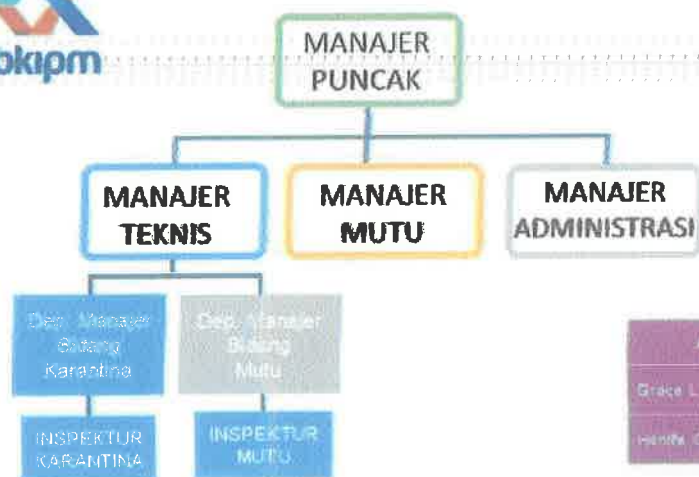 bkipm
MANAJER
PUNCAK
MANAJER
TEKNIS
MANAJER
MUTU
MANAJER
ADMINISTRASI
Dep. Manajer
Bidang
Karantina
Dep. Manajer
Bidang
Mutu
INSPEKTUR
KARANTINA
INSPEKTUR
MUTU
Grace L